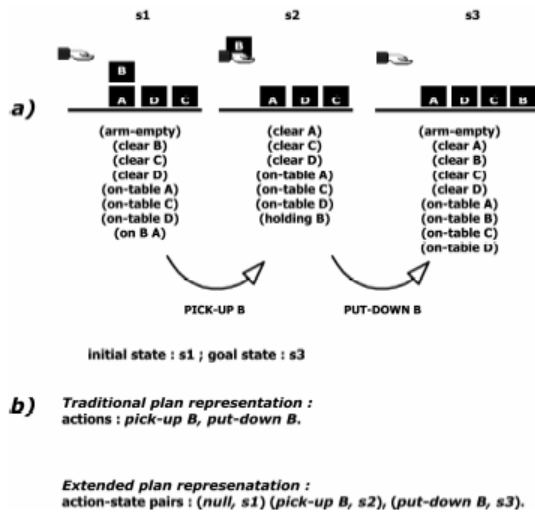 s1 s2 s3
B
B
A D C
A D C
A D C B
a)
(arm-empty)
(clear B)
(clear C)
(clear D)
(on-table A)
(on-table C)
(on-table D)
(on B A)
(clear A)
(clear C)
(clear D)
(on-table A)
(on-table C)
(on-table D)
(holding B)
(arm-empty)
(clear A)
(clear B)
(clear C)
(clear D)
(on-table A)
(on-table B)
(on-table C)
(on-table D)
PICK-UP B PUT-DOWN B
initial state : s1 ; goal state : s3
b) Traditional plan representation :
actions : pick-up B, put-down B.
Extended plan represenatation :
action-state pairs : (null, s1) (pick-up B, s2), (put-down B, s3).